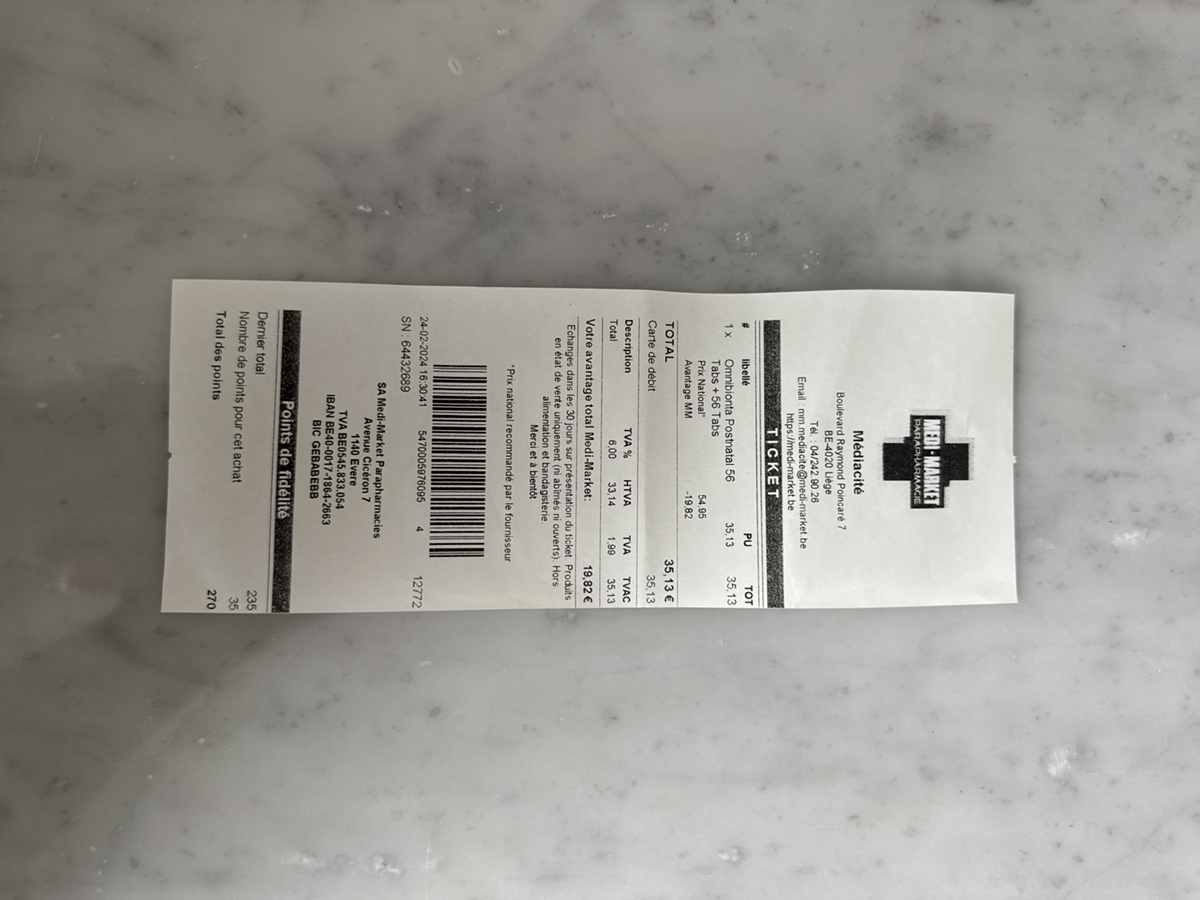 MEDI-MARKET
PARAPHARMACIE
Médiacité
Boulevard Raymond Poincaré 7
BE-4020 Liège
Tél. : 04/242.90.26
Email : mm.mediacite@medi-market.be
https://medi-market.be
TICKET
# libellé PU TOT
1 x Omnibionta Postnatal 56 35,13 35,13
Tabs + 56 Tabs
Prix National* 54,95
Avantage MM -19,82
TOTAL 35,13 €
Carte de débit 35,13
Description TVA % HTVA TVA TVAC
Total 6,00 33,14 1,99 35,13
Votre avantage total Medi-Market: 19,82 €
Echanges dans les 30 jours sur présentation du ticket. Produits
en état de vente uniquement (ni abîmés ni ouverts). Hors
alimentation et bandagisterie.
Merci et à bientôt
*Prix national recommandé par le fournisseur
24-02-2024 16:30:41 5470005976095 4 12772
SN : 64432689
SA Medi-Market Parapharmacies
Avenue Cicéron 7
1140 Evere
TVA BE0545.833.054
IBAN BE40-0017-1864-2663
BIC GEBABEBB
Points de fidélité
Dernier total 235
Nombre de points pour cet achat 35
Total des points 270